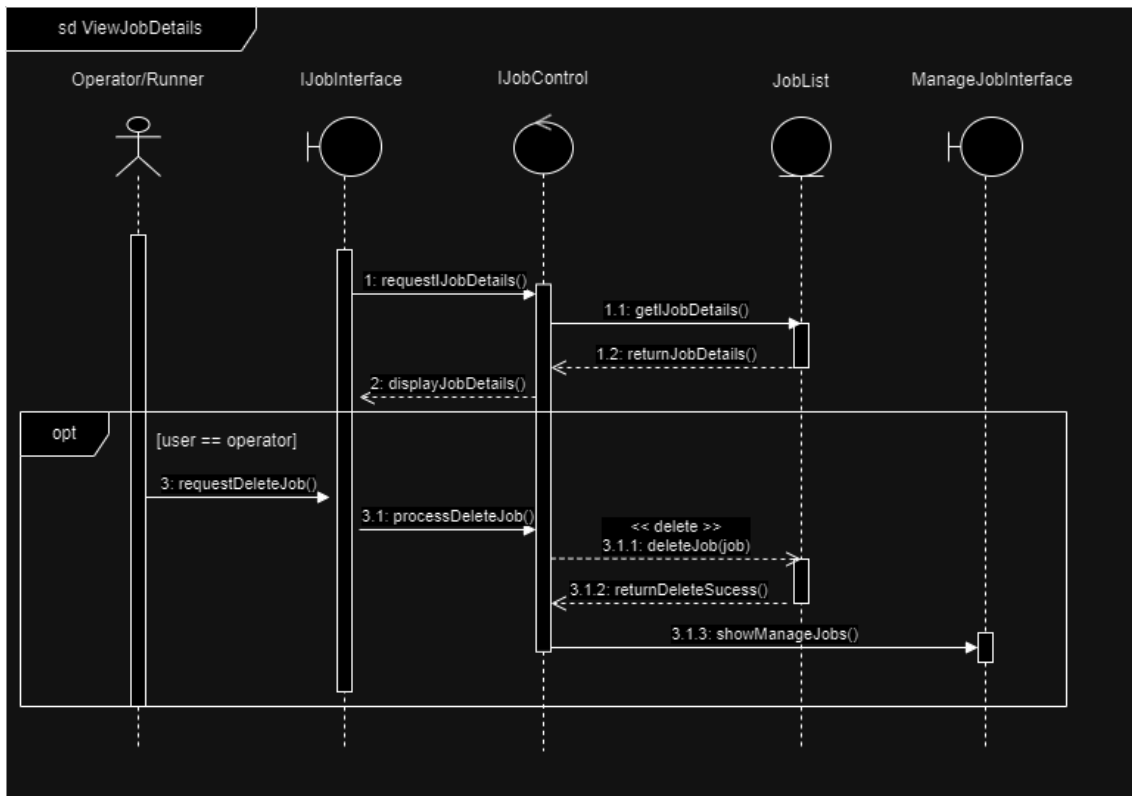 sd ViewJobDetails
Operator/Runner
IJobInterface
IJobControl
JobList
ManageJobInterface
1: requestIJobDetails()
1.1: getIJobDetails()
1.2: returnJobDetails()
2: displayJobDetails()
opt
[user == operator]
3: requestDeleteJob()
3.1: processDeleteJob()
<< delete >>
3.1.1: deleteJob(job)
3.1.2: returnDeleteSucess()
3.1.3: showManageJobs()